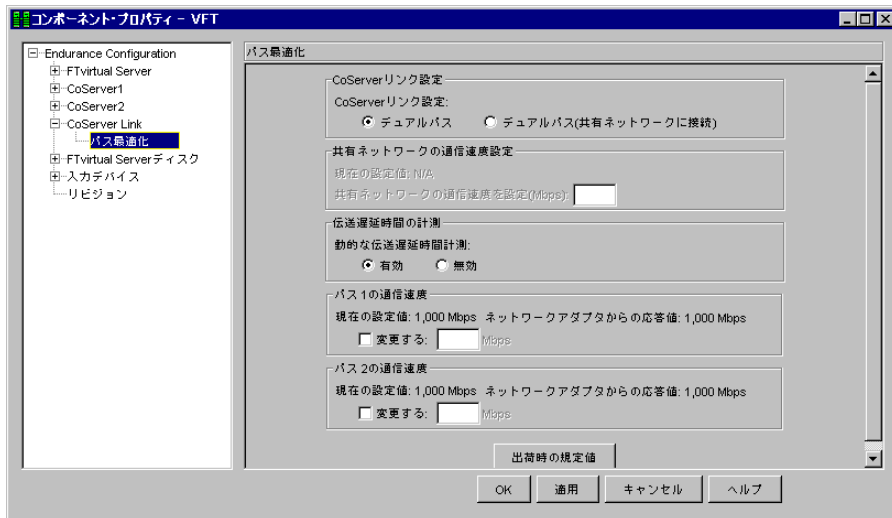 コンポーネント・プロパティ - VFT
Endurance Configuration
FTvirtual Server
CoServer1
CoServer2
CoServer Link
パス最適化
FTvirtual Serverディスク
入力デバイス
リビジョン
パス最適化
CoServerリンク設定
CoServerリンク設定:
デュアルパス デュアルパス(共有ネットワークに接続)
共有ネットワークの通信速度設定
現在の設定値: N/A
共有ネットワークの通信速度を設定(Mbps):
伝送遅延時間の計測
動的な伝送遅延時間計測:
有効 無効
パス 1の通信速度
現在の設定値: 1,000 Mbps ネットワークアダプタからの応答値: 1,000 Mbps
変更する: Mbps
パス 2の通信速度
現在の設定値: 1,000 Mbps ネットワークアダプタからの応答値: 1,000 Mbps
変更する: Mbps
出荷時の規定値
OK 適用 キャンセル ヘルプ